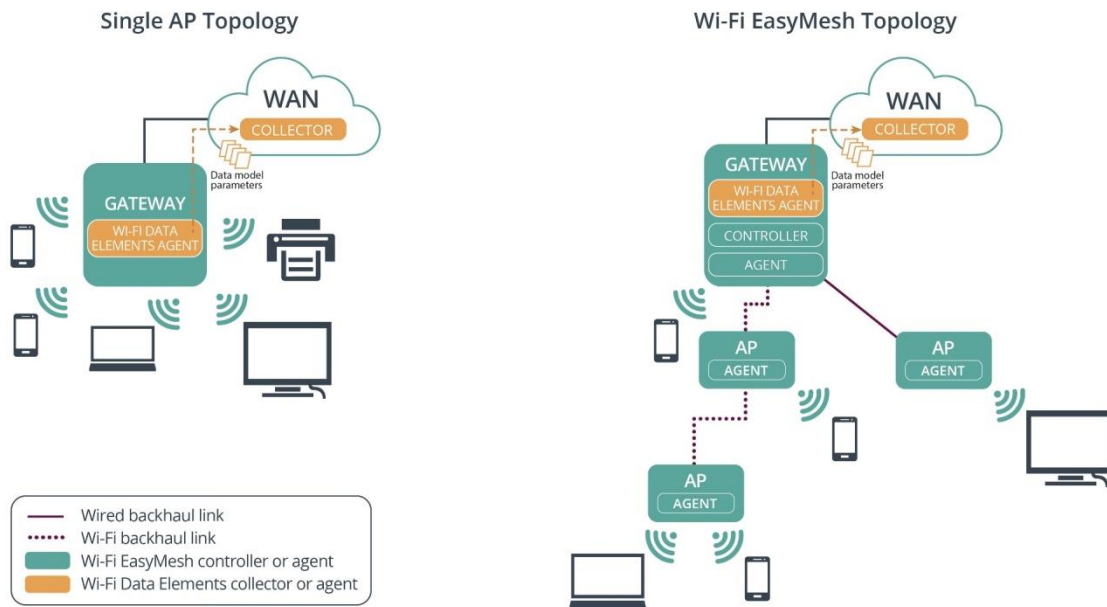 Single AP Topology
WAN
COLLECTOR
Data model
parameters
GATEWAY
WI-FI DATA
ELEMENTS AGENT
Wi-Fi EasyMesh Topology
WAN
COLLECTOR
Data model
parameters
GATEWAY
WI-FI DATA
ELEMENTS AGENT
CONTROLLER
AGENT
AP
AGENT
AP
AGENT
AP
AGENT
Wired backhaul link
Wi-Fi backhaul link
Wi-Fi EasyMesh controller or agent
Wi-Fi Data Elements collector or agent